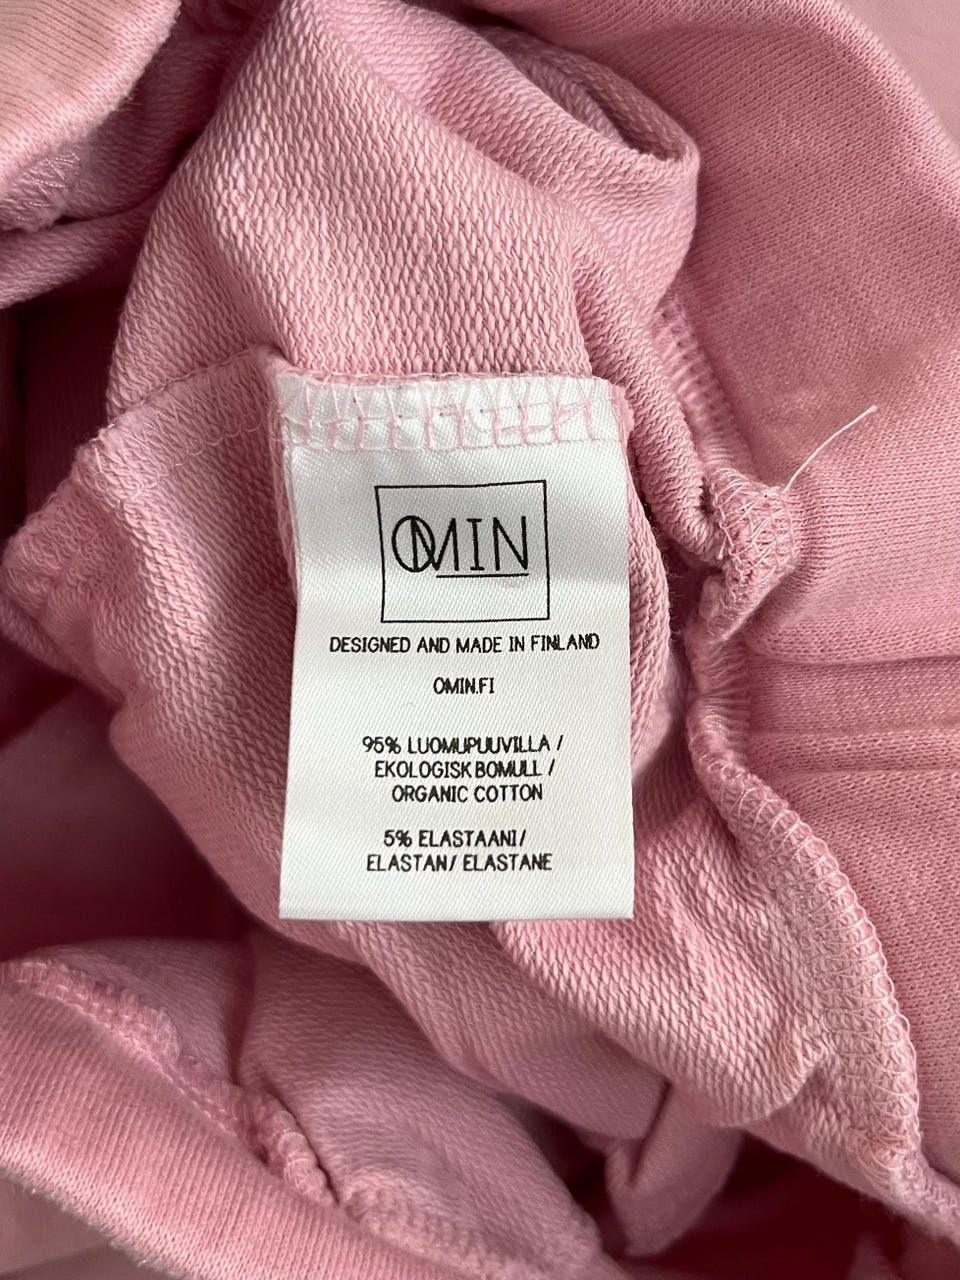 OMIN
DESIGNED AND MADE IN FINLAND
OMIN.FI
95% LUOMUPUUVILLA /
EKOLOGISK BOMULL /
ORGANIC COTTON
5% ELASTAANI/
ELASTAN/ ELASTANE